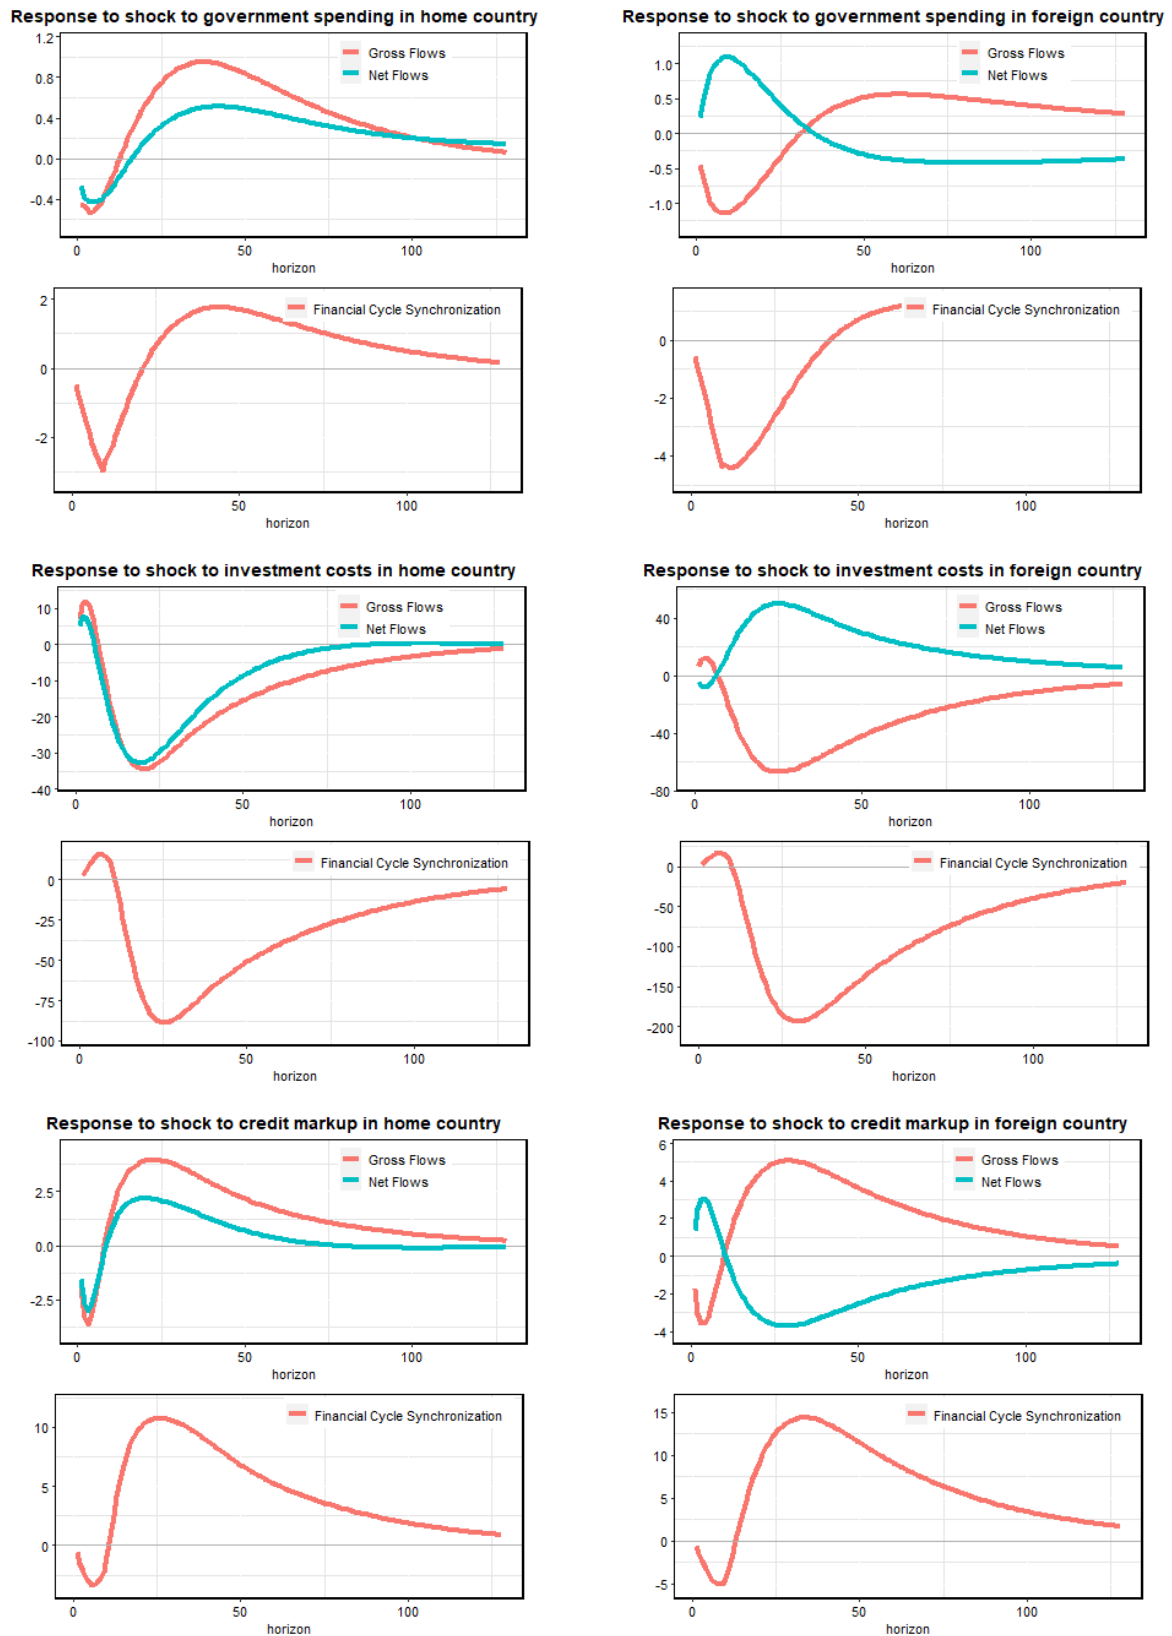 Response to shock to government spending in home country
1.2
0.8
0.4
0.0
-0.4
Gross Flows
Net Flows
0 50 100
horizon
2
0
-2
Financial Cycle Synchronization
0 50 100
horizon
Response to shock to government spending in foreign country
1.0
0.5
0.0
-0.5
-1.0
Gross Flows
Net Flows
0 50 100
horizon
0
-2
-4
Financial Cycle Synchronization
0 50 100
horizon
Response to shock to investment costs in home country
10
0
-10
-20
-30
-40
Gross Flows
Net Flows
0 50 100
horizon
0
-25
-50
-75
-100
Financial Cycle Synchronization
0 50 100
horizon
Response to shock to investment costs in foreign country
40
0
-40
-80
Gross Flows
Net Flows
0 50 100
horizon
0
-50
-100
-150
-200
Financial Cycle Synchronization
0 50 100
horizon
Response to shock to credit markup in home country
2.5
0.0
-2.5
Gross Flows
Net Flows
0 50 100
horizon
10
5
0
Financial Cycle Synchronization
0 50 100
horizon
Response to shock to credit markup in foreign country
6
4
2
0
-2
-4
Gross Flows
Net Flows
0 50 100
horizon
15
10
5
0
-5
Financial Cycle Synchronization
0 50 100
horizon